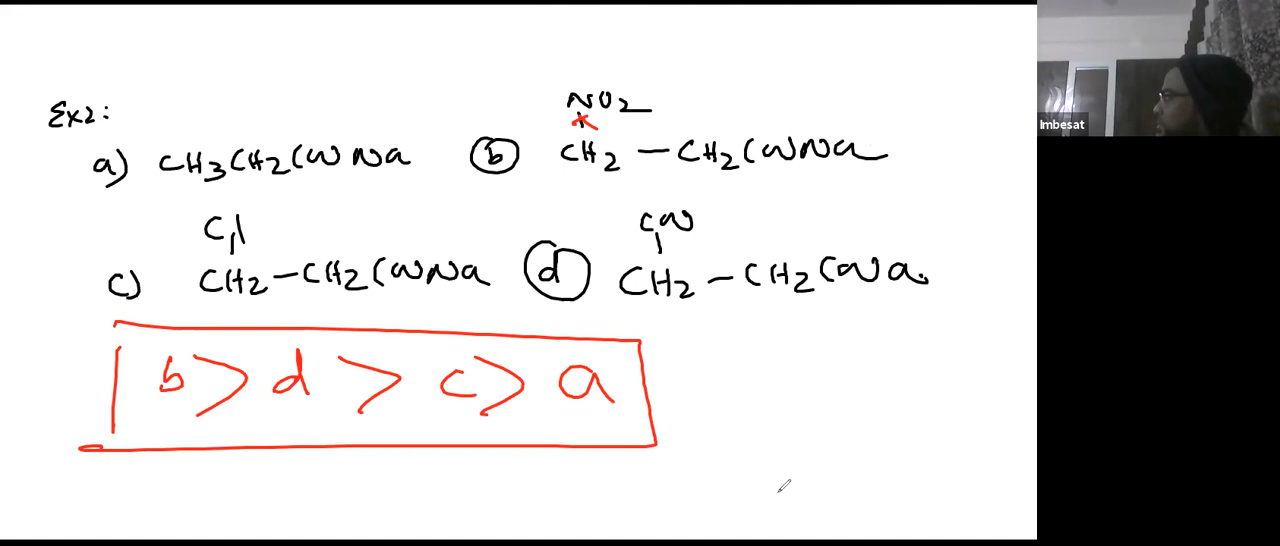 NO2
Ex2:
a) CH3CH2COONa b) CH2 - CH2COONa
Cl CN
c) CH2 - CH2COONa d) CH2 - CH2COONa.
b > d > c > a
Imbesat